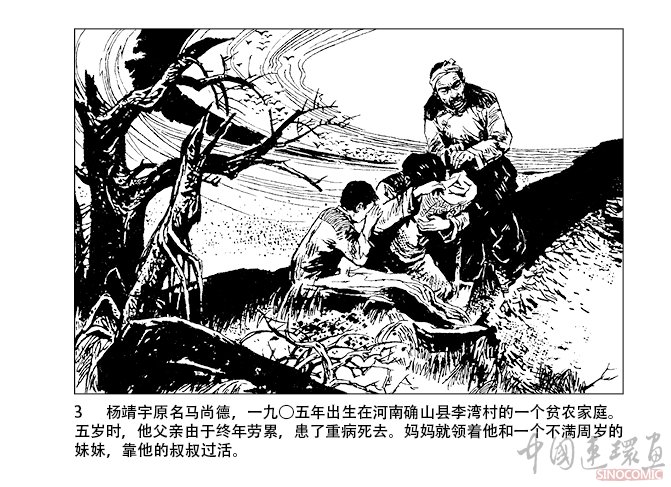 3 杨靖宇原名马尚德，一九〇五年出生在河南确山县李湾村的一个贫农家庭。
五岁时，他父亲由于终年劳累，患了重病死去。妈妈就领着他和一个不满周岁的
妹妹，靠他的叔叔过活。
中国连环画
SINOCOMIC